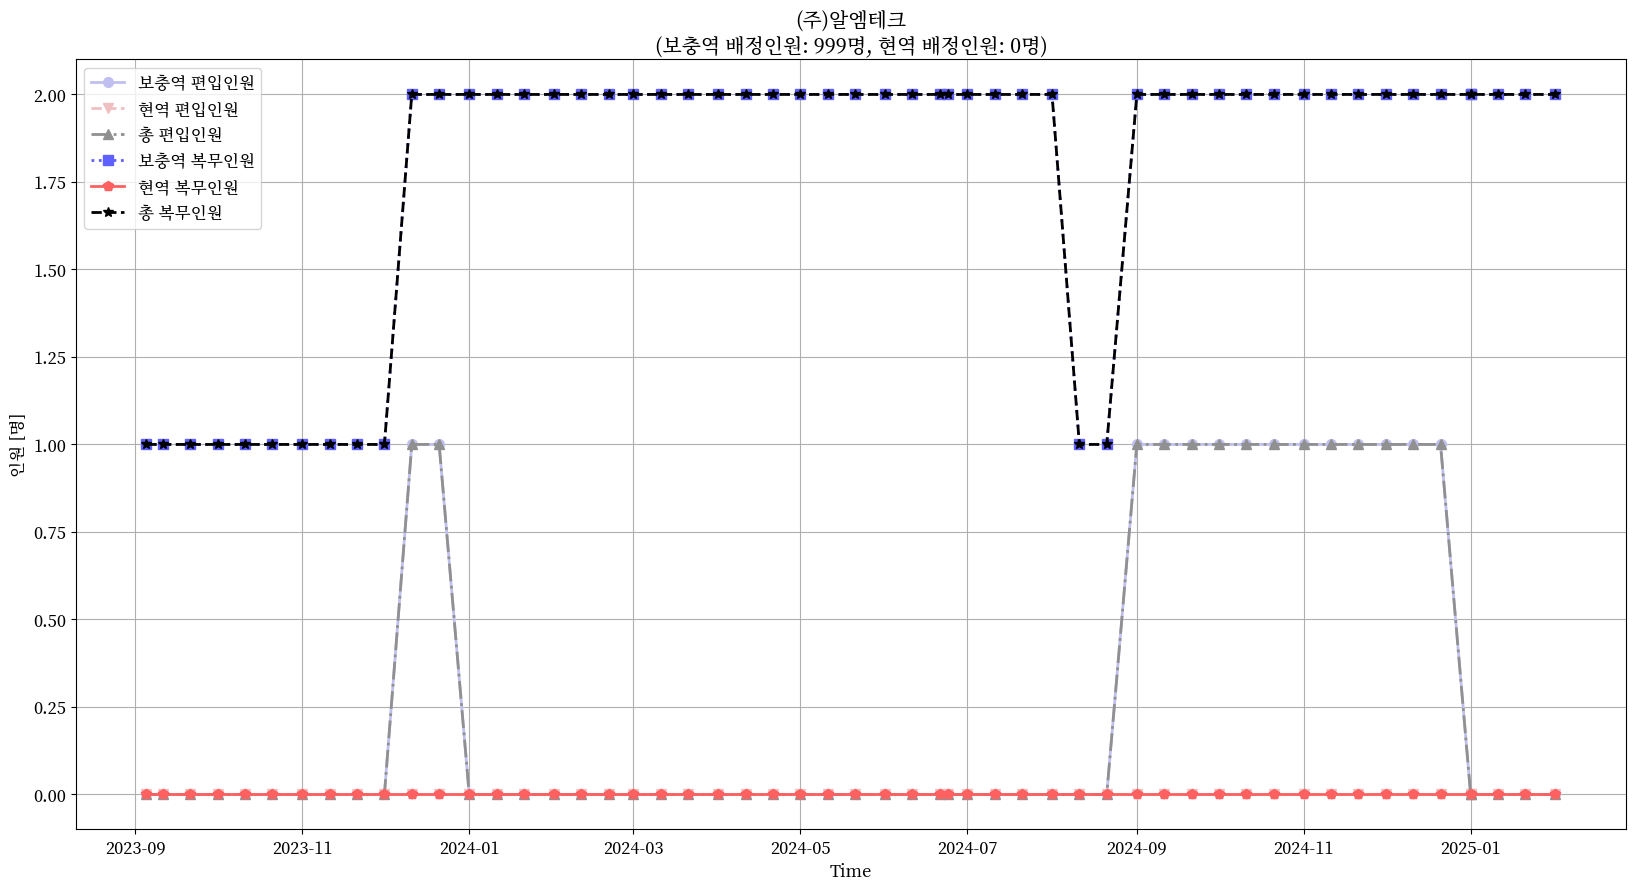 (주)알엠테크
(보충역 배정인원: 999명, 현역 배정인원: 0명)
보충역 편입인원
현역 편입인원
총 편입인원
보충역 복무인원
현역 복무인원
총 복무인원
2.00
1.75
1.50
1.25
1.00
0.75
0.50
0.25
0.00
인원 [명]
2023-09
2023-11
2024-01
2024-03
2024-05
2024-07
2024-09
2024-11
2025-01
Time